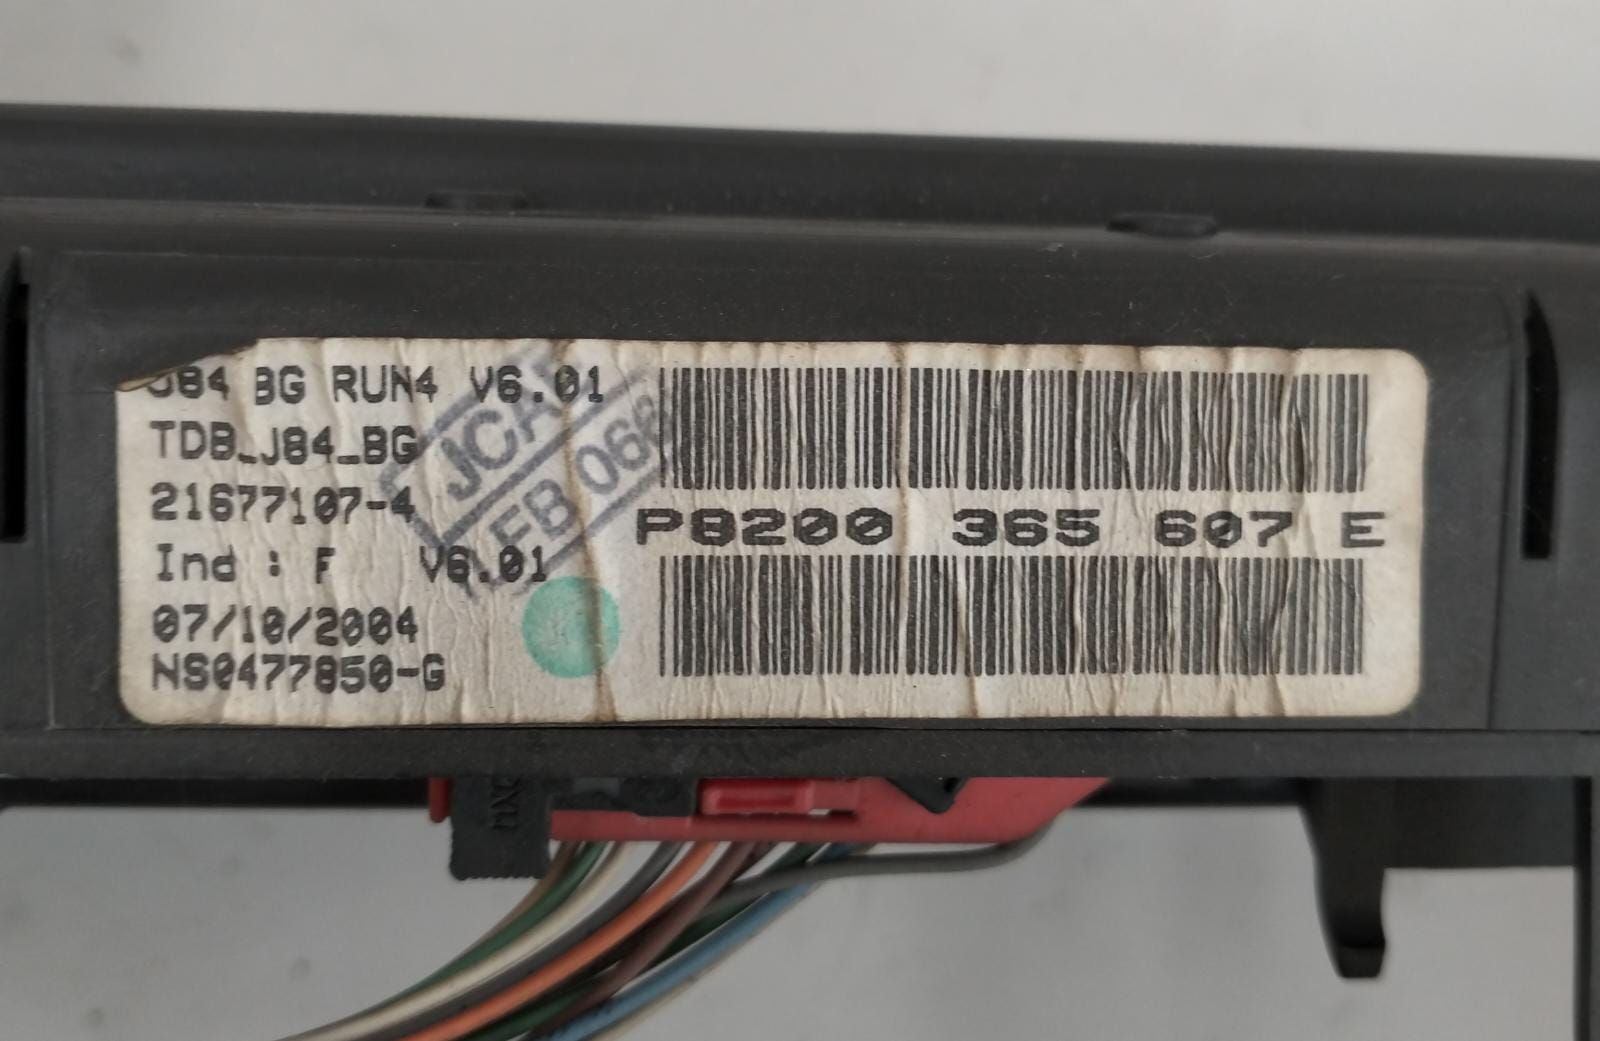 J84 BG RUN4 V6.01
TDB_J84_BG
21677107-4
Ind : F V6.01
07/10/2004
NS0477850-G
P8200 365 607 E